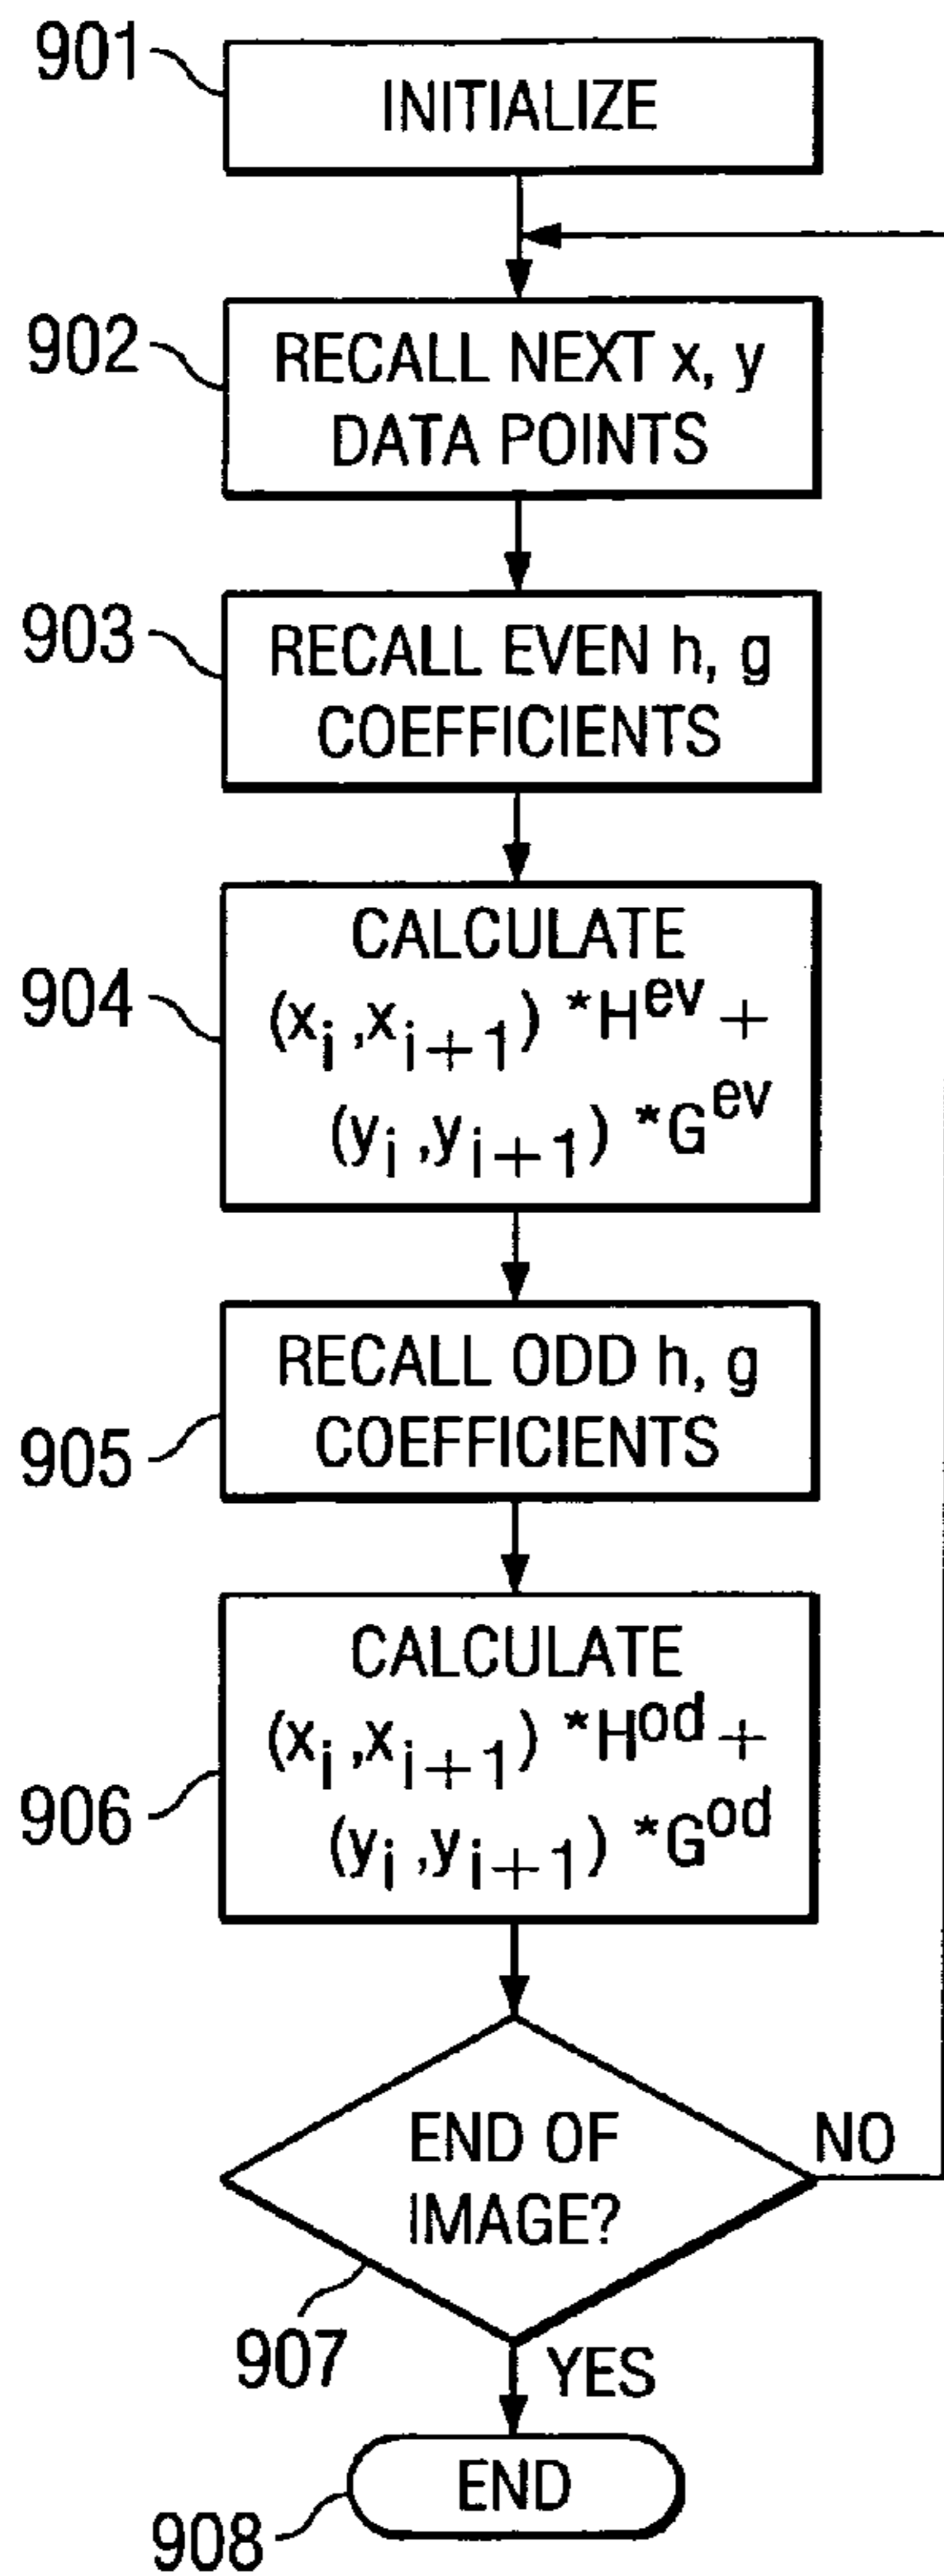 901
INITIALIZE
902
RECALL NEXT x, y
DATA POINTS
903
RECALL EVEN h, g
COEFFICIENTS
904
CALCULATE
(xᵢ ,xᵢ₊₁) *Hᵉᵛ +
(yᵢ ,yᵢ₊₁) *Gᵉᵛ
905
RECALL ODD h, g
COEFFICIENTS
906
CALCULATE
(xᵢ ,xᵢ₊₁) *Hᵒᵈ +
(yᵢ ,yᵢ₊₁) *Gᵒᵈ
END OF
IMAGE?
NO
907
YES
END
908